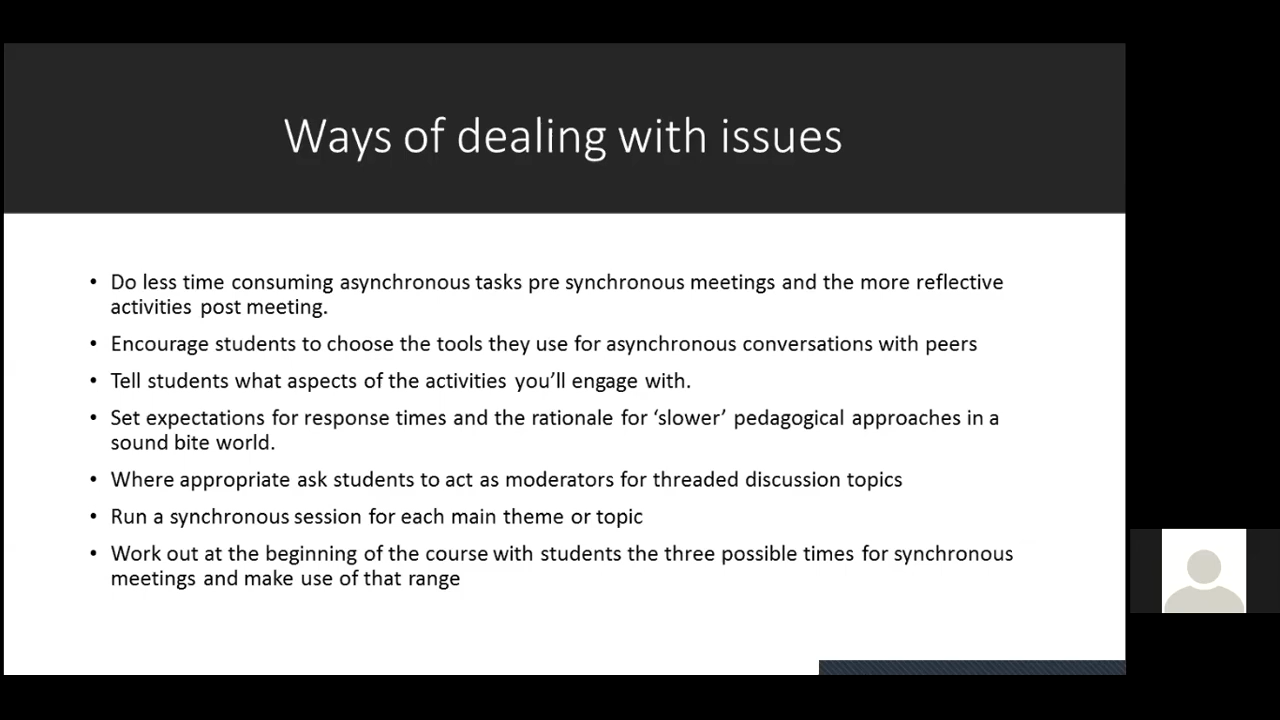 Ways of dealing with issues
• Do less time consuming asynchronous tasks pre synchronous meetings and the more reflective
activities post meeting.
• Encourage students to choose the tools they use for asynchronous conversations with peers
• Tell students what aspects of the activities you’ll engage with.
• Set expectations for response times and the rationale for ‘slower’ pedagogical approaches in a
sound bite world.
• Where appropriate ask students to act as moderators for threaded discussion topics
• Run a synchronous session for each main theme or topic
• Work out at the beginning of the course with students the three possible times for synchronous
meetings and make use of that range